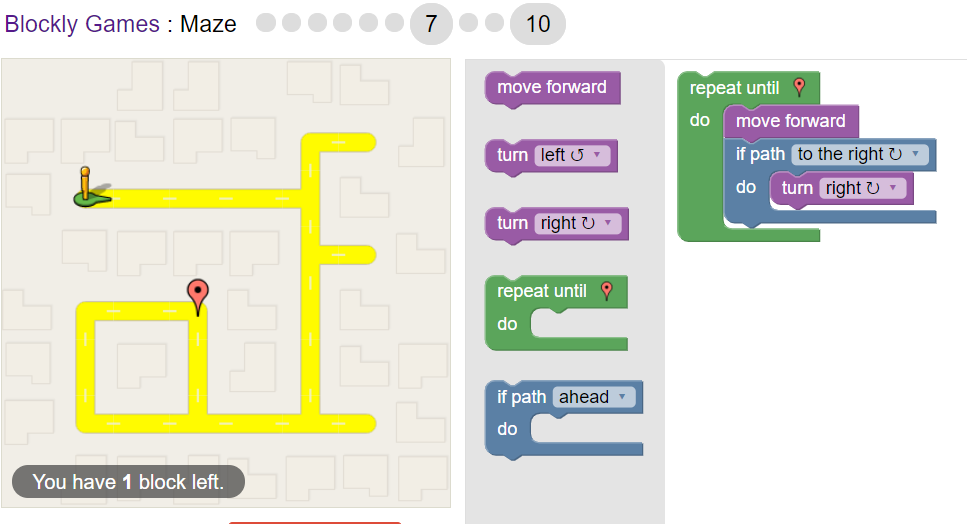 Blockly Games : Maze 7 10
move forward
turn left ↺ ▼
turn right ↻ ▼
repeat until
do
if path ahead ▼
do
repeat until
do move forward
if path to the right ↻ ▼
do turn right ↻ ▼
You have 1 block left.